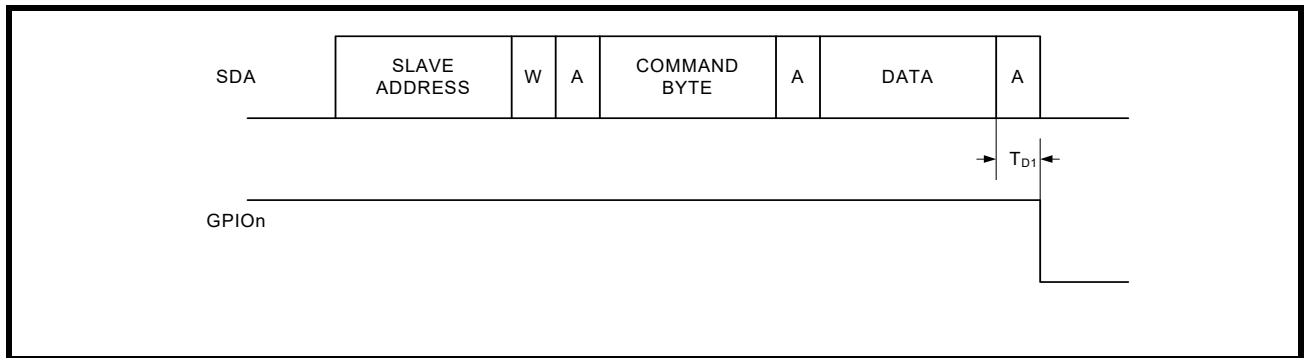 SDA
SLAVE
ADDRESS
W
A
COMMAND
BYTE
A
DATA
A
TD1
GPIOn